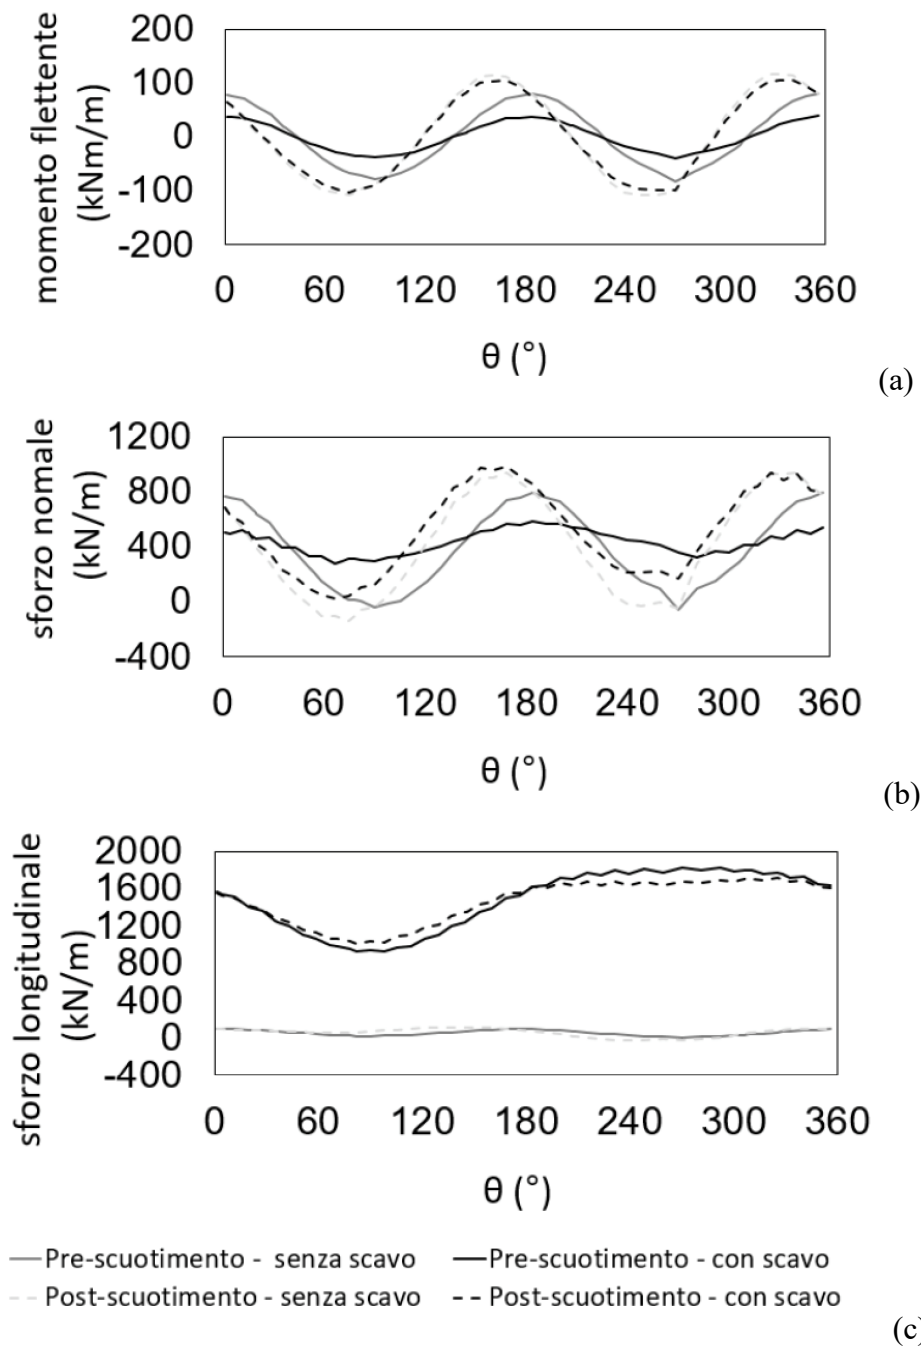 200
100
0
-100
-200
momento flettente
(kNm/m)
0 60 120 180 240 300 360
θ (°)
(a)
1200
800
400
0
-400
sforzo nomale
(kN/m)
0 60 120 180 240 300 360
θ (°)
(b)
2000
1600
1200
800
400
0
-400
sforzo longitudinale
(kN/m)
0 60 120 180 240 300 360
θ (°)
Pre-scuotimento - senza scavo Pre-scuotimento - con scavo
Post-scuotimento - senza scavo Post-scuotimento - con scavo
(c)